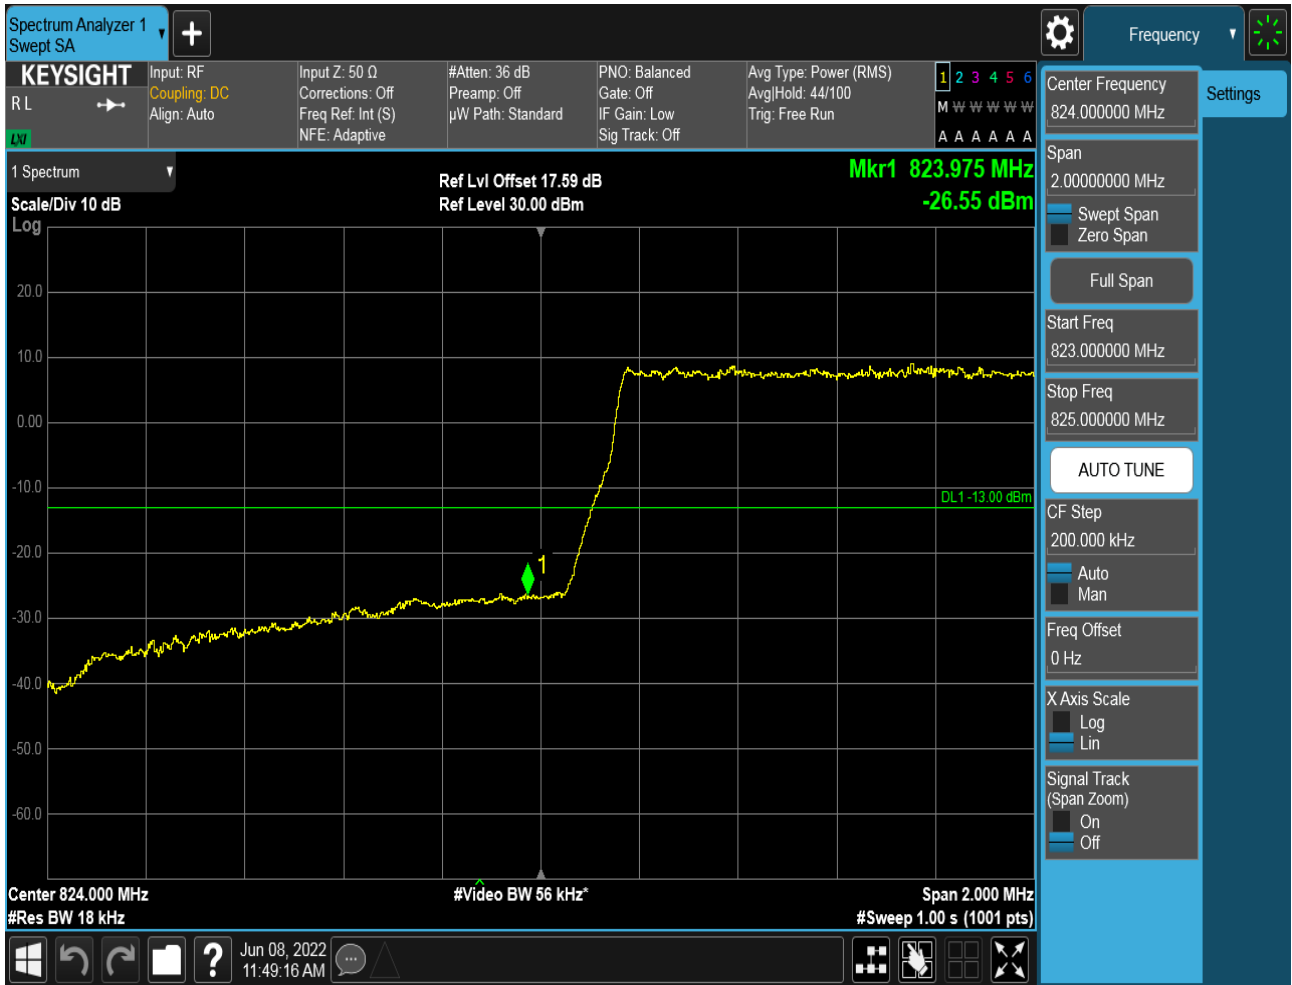 Spectrum Analyzer 1
Swept SA
Frequency
KEYSIGHT
R L
LXI
Input: RF
Coupling: DC
Align: Auto
Input Z: 50 Ω
Corrections: Off
Freq Ref: Int (S)
NFE: Adaptive
#Atten: 36 dB
Preamp: Off
µW Path: Standard
PNO: Balanced
Gate: Off
IF Gain: Low
Sig Track: Off
Avg Type: Power (RMS)
Avg|Hold: 44/100
Trig: Free Run
1 2 3 4 5 6
M W W W W W
A A A A A A
1 Spectrum
Scale/Div 10 dB
Log
Ref Lvl Offset 17.59 dB
Ref Level 30.00 dBm
Mkr1 823.975 MHz
-26.55 dBm
20.0
10.0
0.00
-10.0
-20.0
-30.0
-40.0
-50.0
-60.0
DL1 -13.00 dBm
1
Center 824.000 MHz
#Res BW 18 kHz
#Video BW 56 kHz*
Span 2.000 MHz
#Sweep 1.00 s (1001 pts)
Jun 08, 2022
11:49:16 AM
Center Frequency
824.000000 MHz
Span
2.00000000 MHz
Swept Span
Zero Span
Full Span
Start Freq
823.000000 MHz
Stop Freq
825.000000 MHz
AUTO TUNE
CF Step
200.000 kHz
Auto
Man
Freq Offset
0 Hz
X Axis Scale
Log
Lin
Signal Track
(Span Zoom)
On
Off
Settings